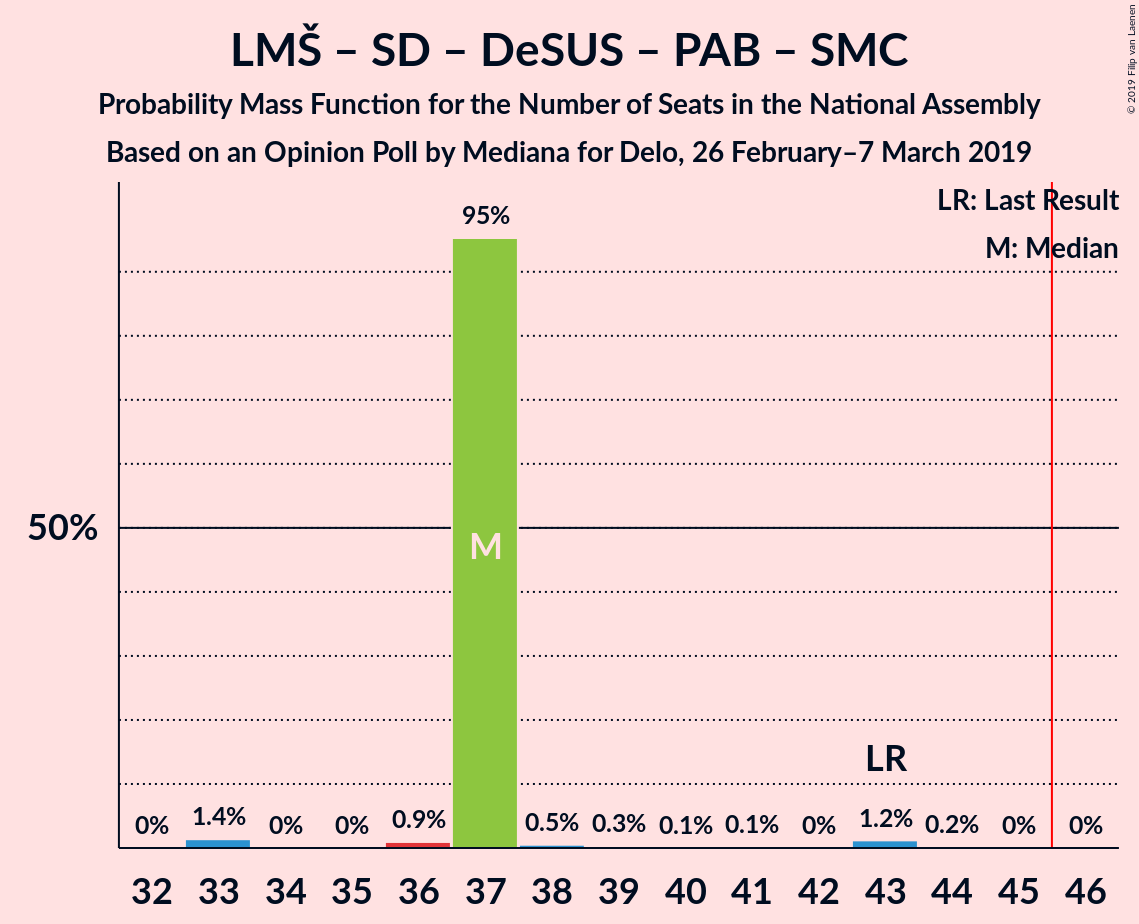 LMŠ – SD – DeSUS – PAB – SMC
Probability Mass Function for the Number of Seats in the National Assembly
Based on an Opinion Poll by Mediana for Delo, 26 February–7 March 2019
© 2019 Filip van Laenen
LR: Last Result
M: Median
95%
50%
M
LR
0% 1.4% 0% 0% 0.9% 0.5% 0.3% 0.1% 0.1% 0% 1.2% 0.2% 0% 0%
32 33 34 35 36 37 38 39 40 41 42 43 44 45 46